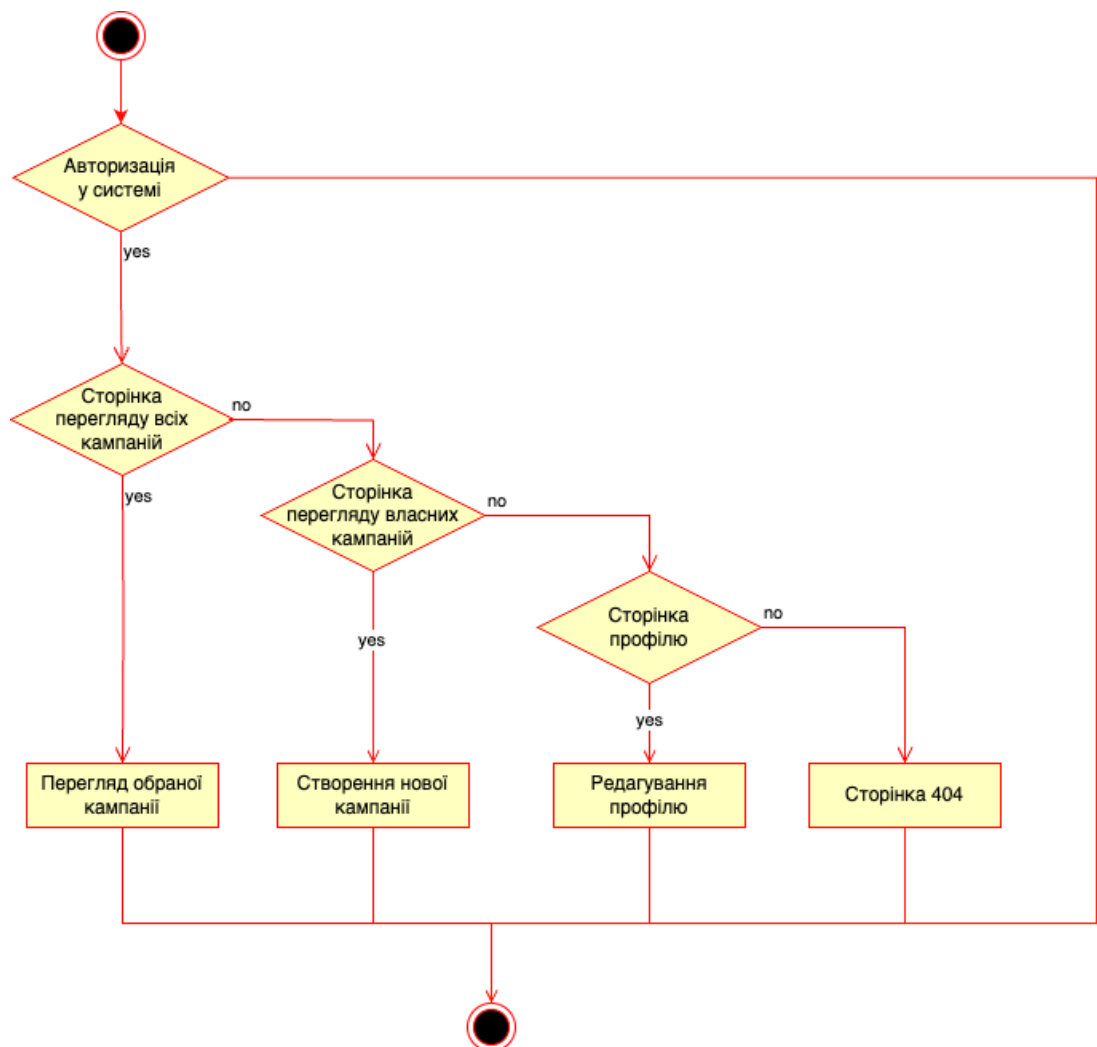 Авторизація
у системі
yes
Сторінка
перегляду всіх
кампаній
no
yes
Сторінка
перегляду власних
кампаній
no
yes
Сторінка
профілю
no
yes
Перегляд обраної
кампанії
Створення нової
кампанії
Редагування
профілю
Сторінка 404